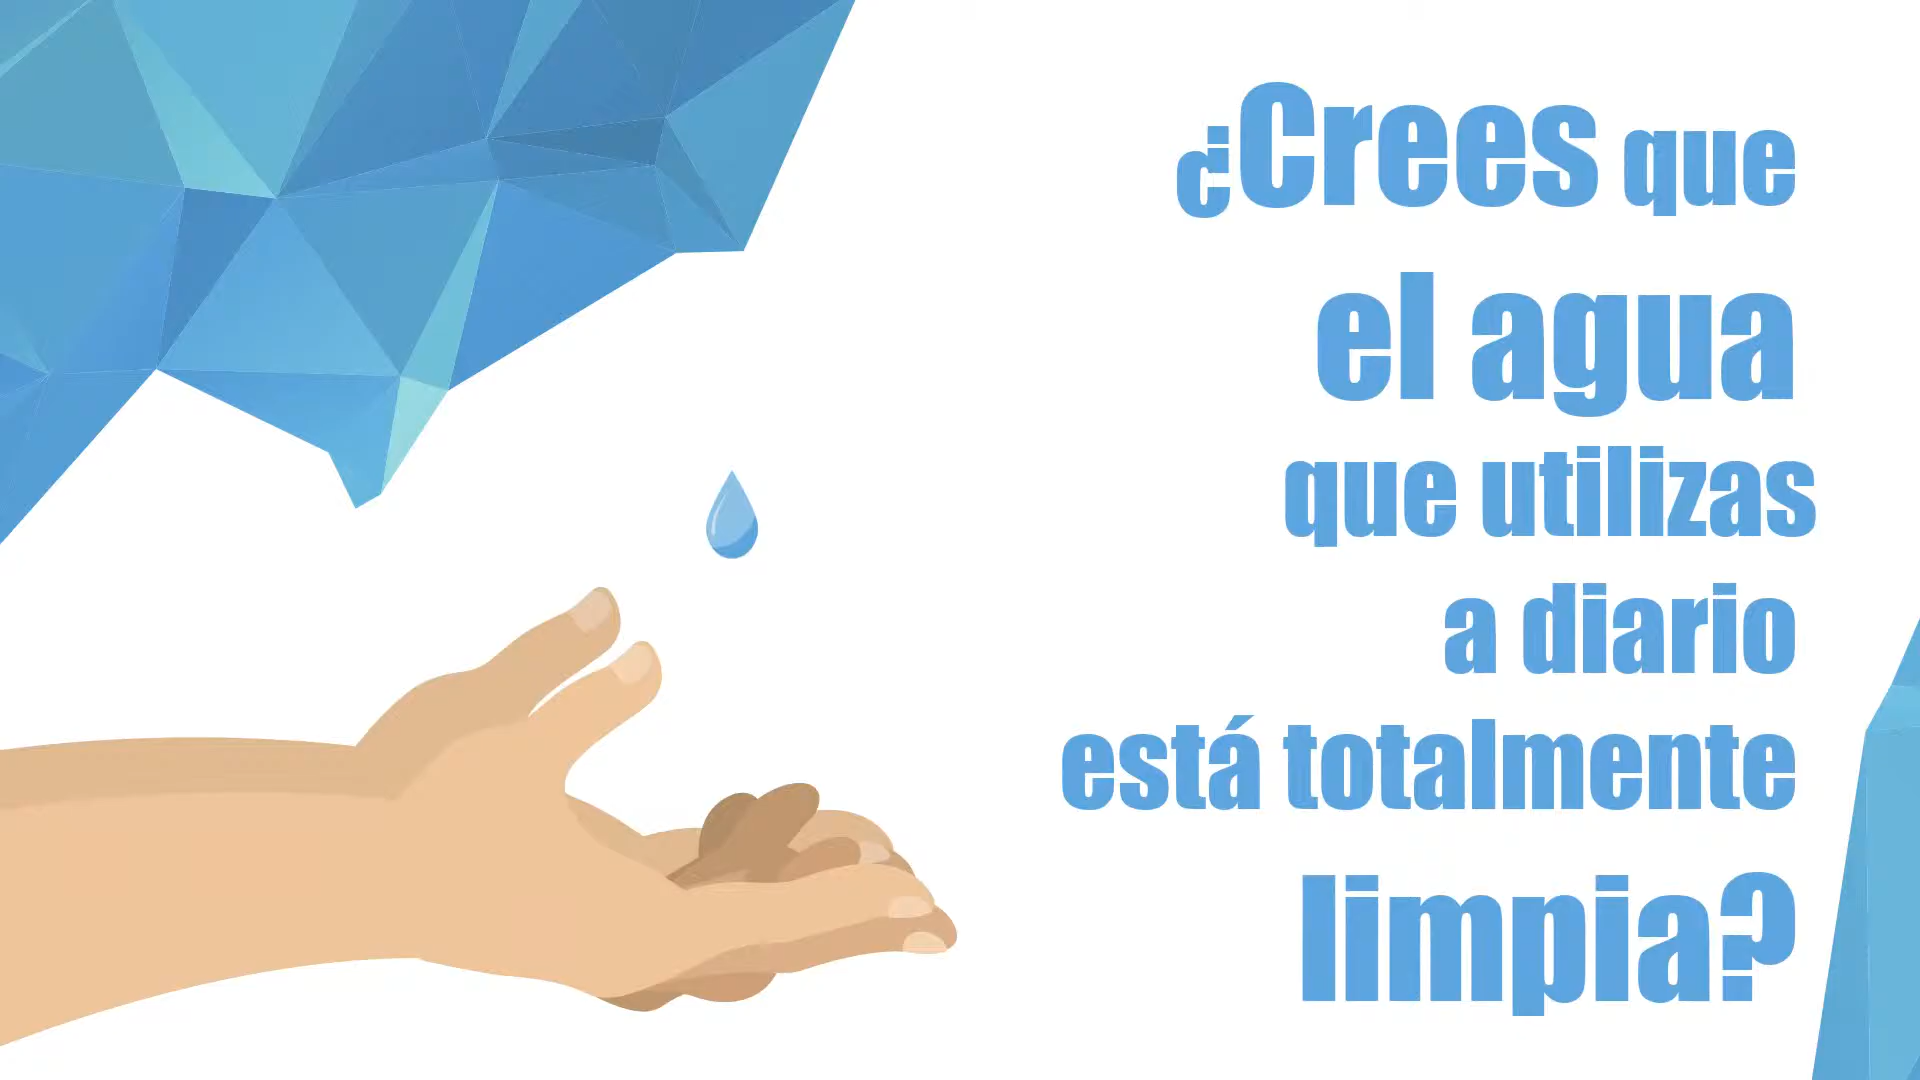 ¿Crees que
el agua
que utilizas
a diario
está totalmente
limpia?